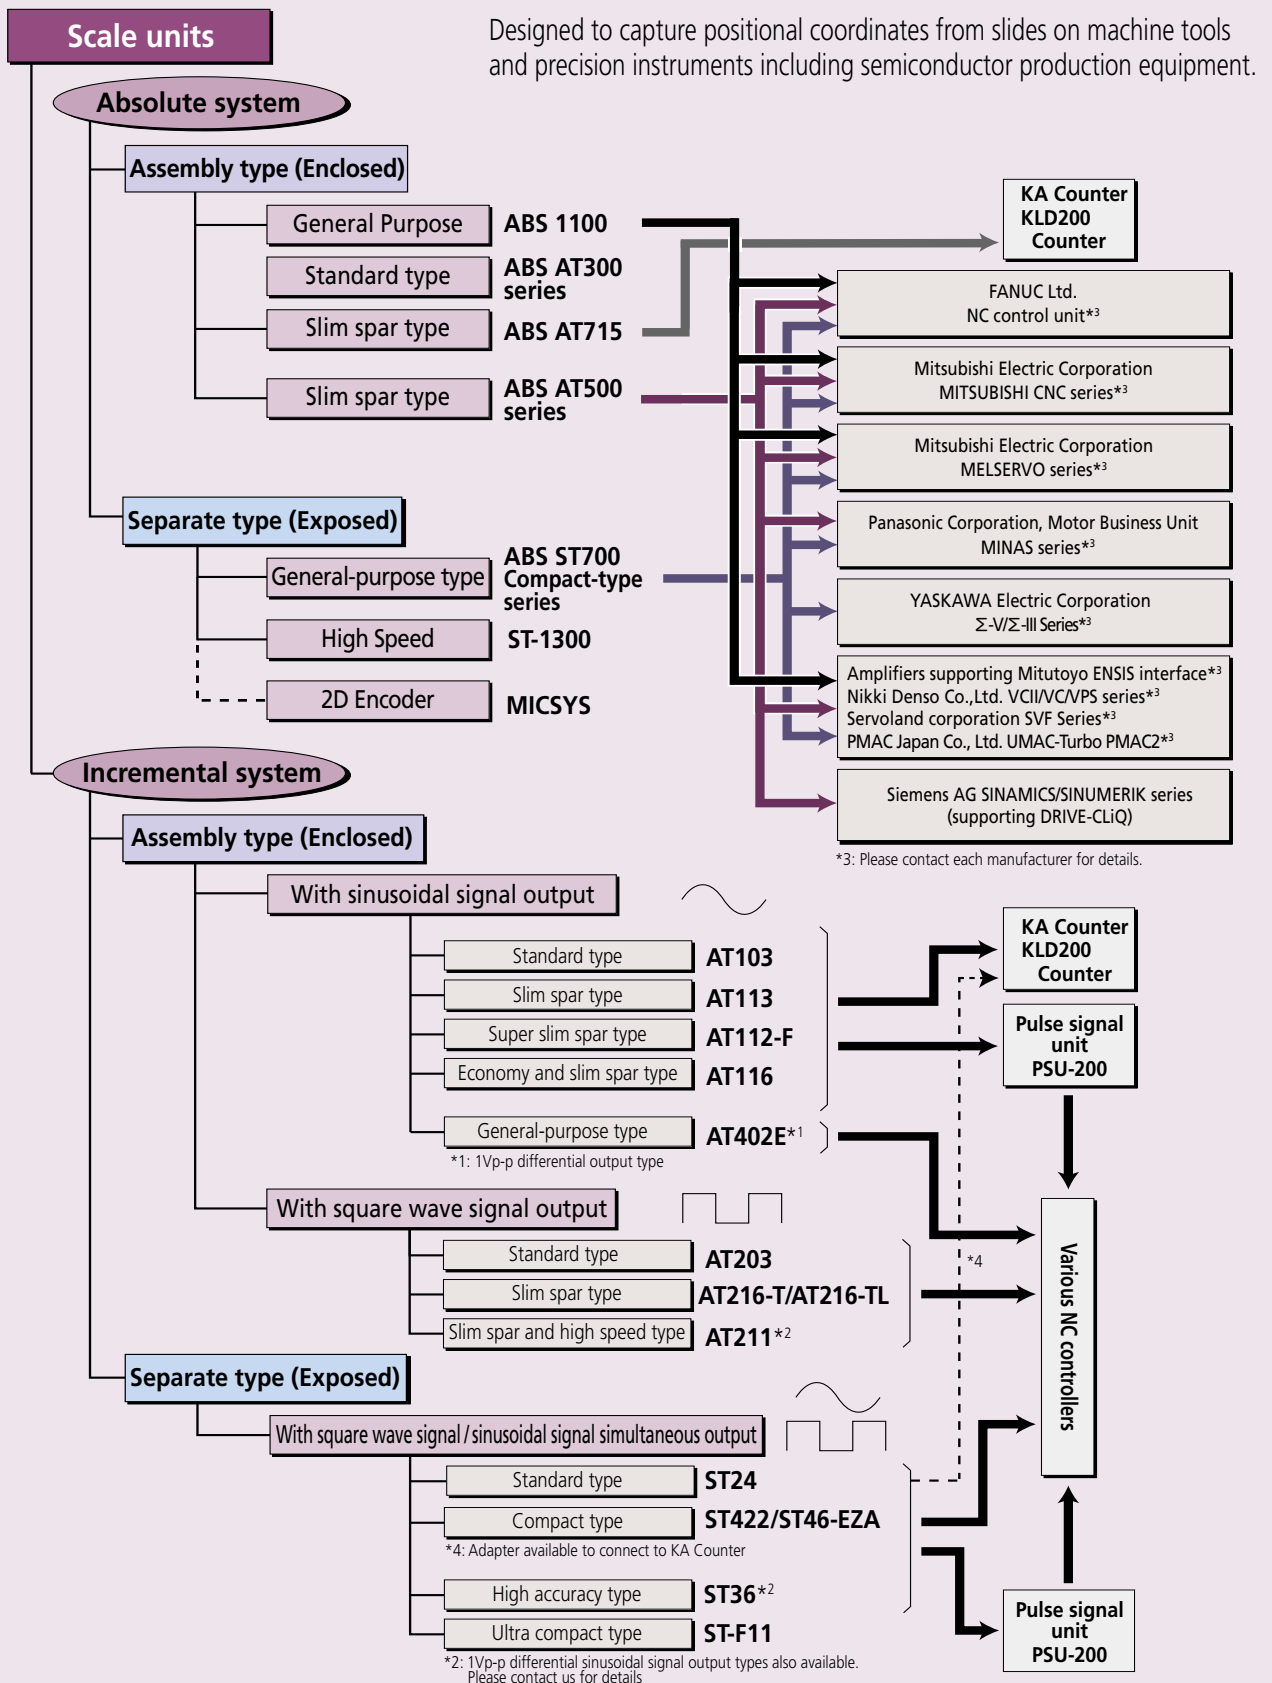 Scale units
Designed to capture positional coordinates from slides on machine tools
and precision instruments including semiconductor production equipment.
Absolute system
Assembly type (Enclosed)
General Purpose
ABS 1100
Standard type
ABS AT300
series
Slim spar type
ABS AT715
Slim spar type
ABS AT500
series
Separate type (Exposed)
General-purpose type
ABS ST700
Compact-type
series
High Speed
ST-1300
2D Encoder
MICSYS
KA Counter
KLD200
Counter
FANUC Ltd.
NC control unit*3
Mitsubishi Electric Corporation
MITSUBISHI CNC series*3
Mitsubishi Electric Corporation
MELSERVO series*3
Panasonic Corporation, Motor Business Unit
MINAS series*3
YASKAWA Electric Corporation
Σ-V/Σ-III Series*3
Amplifiers supporting Mitutoyo ENSIS interface*3
Nikki Denso Co.,Ltd. VCII/VC/VPS series*3
Servoland corporation SVF Series*3
PMAC Japan Co., Ltd. UMAC-Turbo PMAC2*3
Siemens AG SINAMICS/SINUMERIK series
(supporting DRIVE-CLiQ)
*3: Please contact each manufacturer for details.
Incremental system
Assembly type (Enclosed)
With sinusoidal signal output
Standard type
AT103
Slim spar type
AT113
Super slim spar type
AT112-F
Economy and slim spar type
AT116
General-purpose type
AT402E*1
*1: 1Vp-p differential output type
KA Counter
KLD200
Counter
Pulse signal
unit
PSU-200
With square wave signal output
Standard type
AT203
Slim spar type
AT216-T/AT216-TL
Slim spar and high speed type
AT211*2
*4
Various NC controllers
Separate type (Exposed)
With square wave signal/sinusoidal signal simultaneous output
Standard type
ST24
Compact type
ST422/ST46-EZA
*4: Adapter available to connect to KA Counter
High accuracy type
ST36*2
Ultra compact type
ST-F11
*2: 1Vp-p differential sinusoidal signal output types also available.
Please contact us for details
Pulse signal
unit
PSU-200